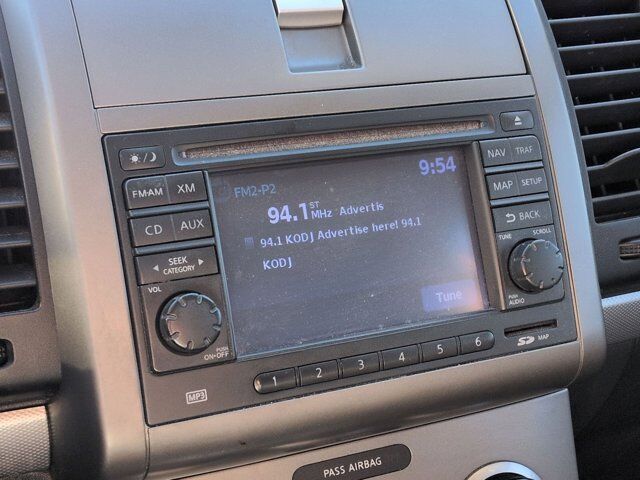 NAV TRAF
FM•AM XM
FM2-P2
9:54
MAP SETUP
94.1 ST MHz Advertis
CD AUX
94.1 KODJ Advertise here! 94.1
KODJ
BACK
SEEK
CATEGORY
TUNE SCROLL
VOL
Tune
PUSH
AUDIO
PUSH
ON•OFF
SD MAP
1 2 3 4 5 6
MP3
PASS AIRBAG